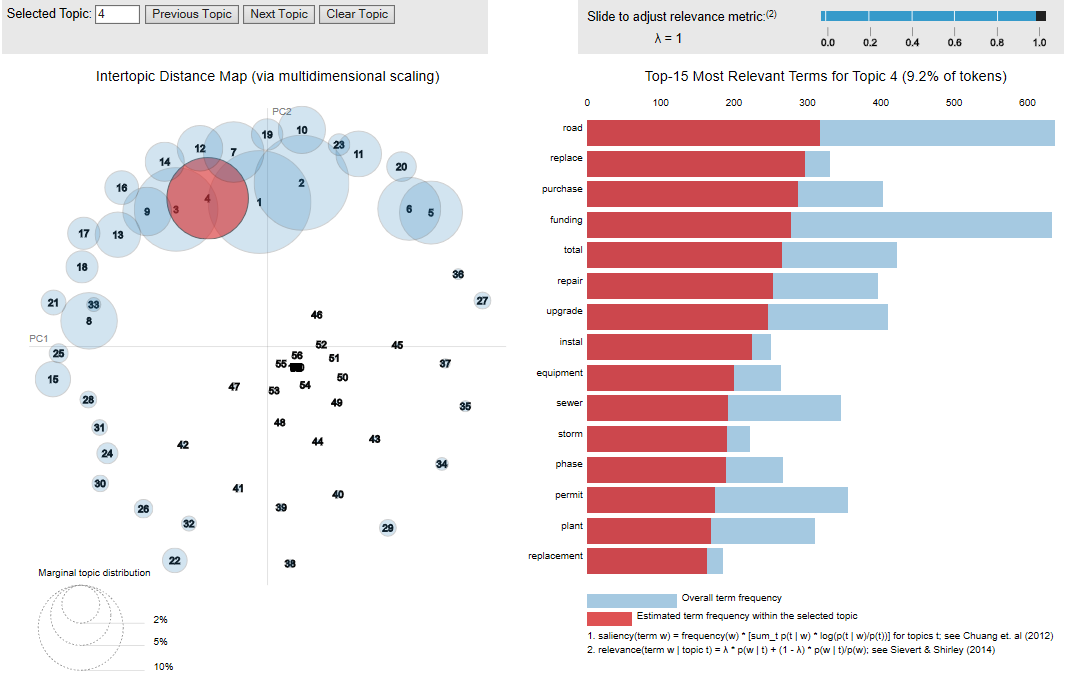 Selected Topic: 4 Previous Topic Next Topic Clear Topic
Slide to adjust relevance metric:(2)
λ = 1
0.0 0.2 0.4 0.6 0.8 1.0
Intertopic Distance Map (via multidimensional scaling)
PC2
PC1
19
10
12
7
23
11
14
20
2
16
4
1
9
3
6
5
17
13
18
36
21
33
27
8
46
25
52
45
56
51
55
37
15
50
47
53
54
28
49
35
48
31
44
43
42
24
34
30
41
40
26
39
32
29
22
38
Marginal topic distribution
2%
5%
10%
Top-15 Most Relevant Terms for Topic 4 (9.2% of tokens)
0 100 200 300 400 500 600
road
replace
purchase
funding
total
repair
upgrade
instal
equipment
sewer
storm
phase
permit
plant
replacement
Overall term frequency
Estimated term frequency within the selected topic
1. saliency(term w) = frequency(w) * [sum_t p(t | w) * log(p(t | w)/p(t))] for topics t; see Chuang et. al (2012)
2. relevance(term w | topic t) = λ * p(w | t) + (1 - λ) * p(w | t)/p(w); see Sievert & Shirley (2014)